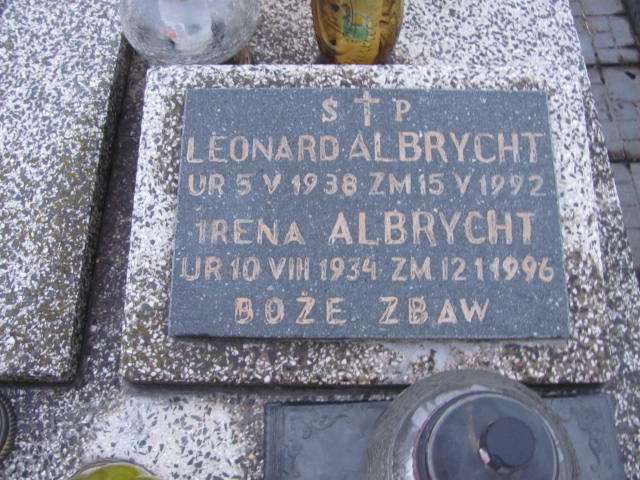 S † P
LEONARD ALBRYCHT
UR 5 V 1938 ZM 15 V 1992
IRENA ALBRYCHT
UR 10 VIII 1934 ZM 12 I 1996
BOŻE ZBAW